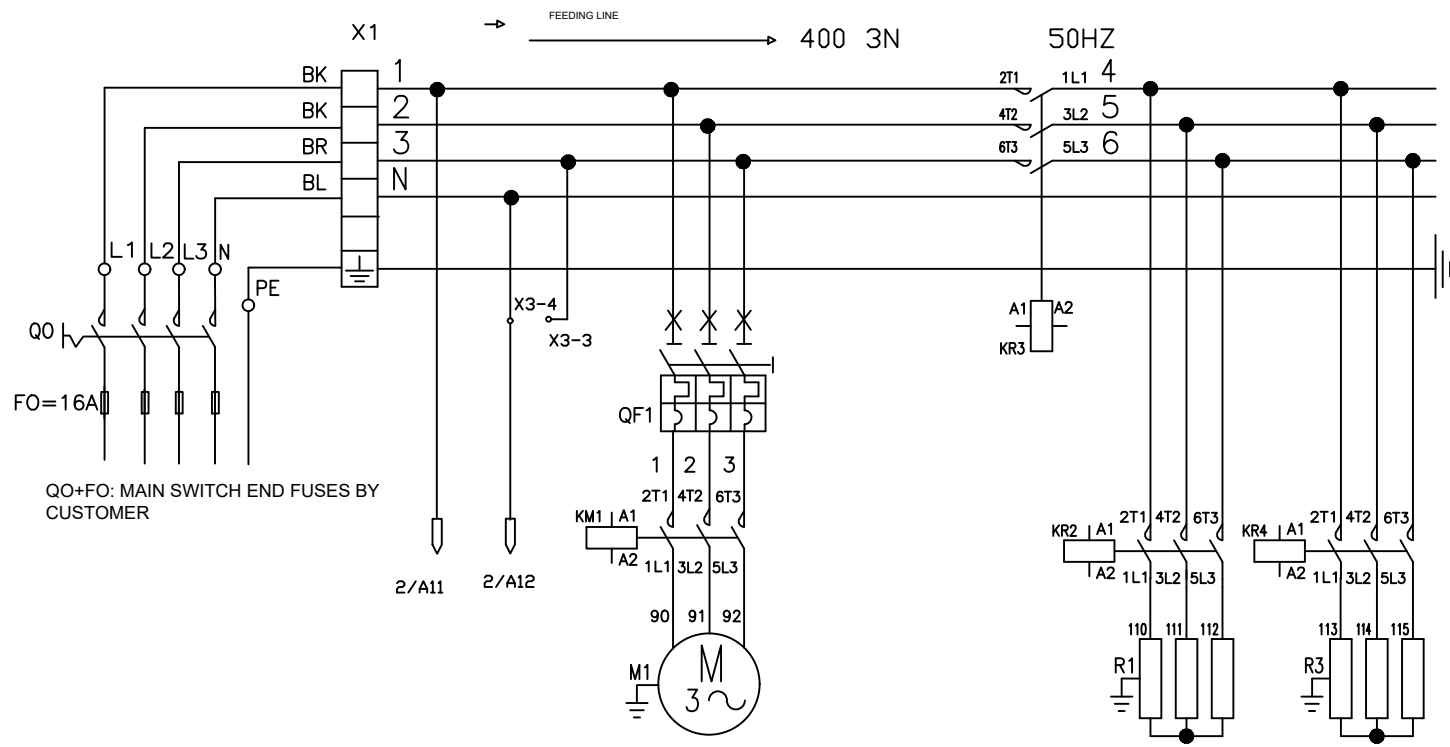 FEEDING LINE
X1
400 3N 50HZ
BK 1 2T1 1L1 4
BK 2 4T2 3L2 5
BR 3 6T3 5L3 6
BL N
L1 L2 L3 N
PE
X3-4
A1 A2
Q0
X3-3
KR3
FO=16A
QF1
1 2 3
QO+FO: MAIN SWITCH END FUSES BY
CUSTOMER
2T1 4T2 6T3
KM1 A1
A2
1L1 3L2 5L3
2T1 4T2 6T3
KR2 A1
A2
1L1 3L2 5L3
2T1 4T2 6T3
KR4 A1
A2
1L1 3L2 5L3
2/A11
2/A12
90 91 92
110 111 112
113 114 115
M1
M
3
R1
R3